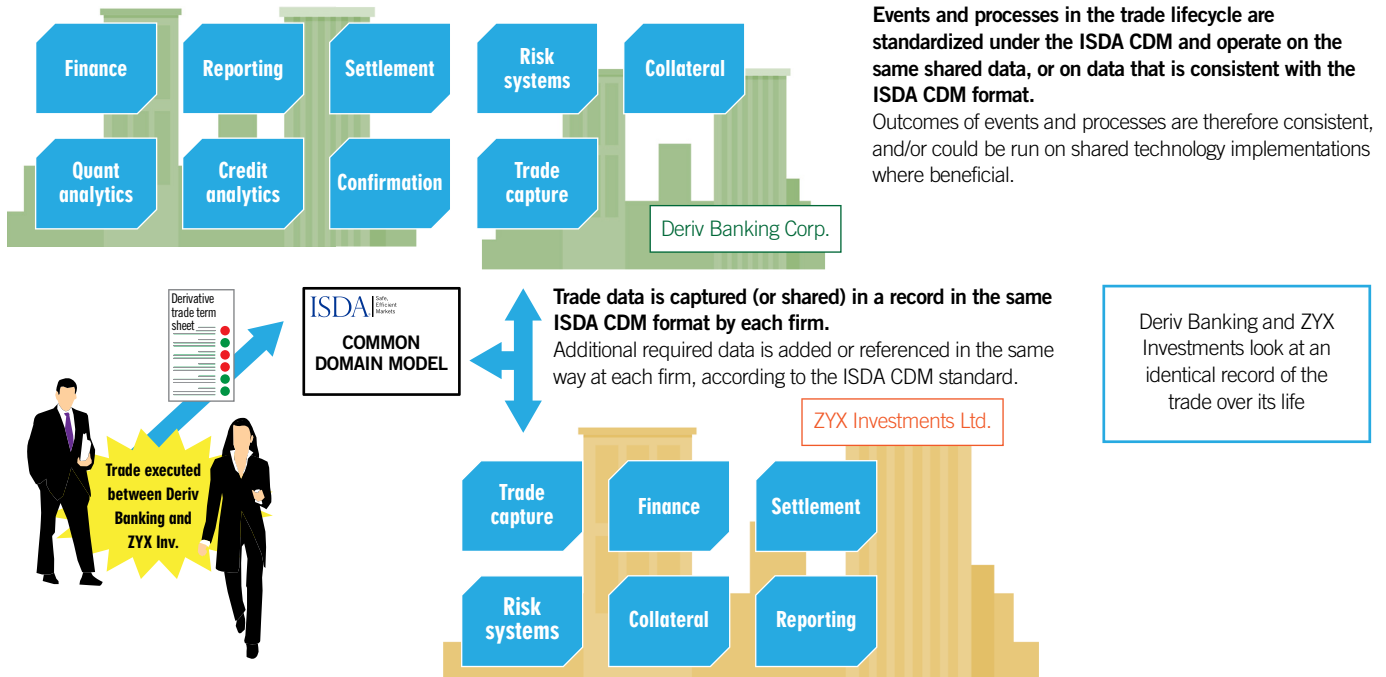 Finance
Reporting
Settlement
Risk
systems
Collateral
Quant
analytics
Credit
analytics
Confirmation
Trade
capture
Deriv Banking Corp.
Events and processes in the trade lifecycle are
standardized under the ISDA CDM and operate on the
same shared data, or on data that is consistent with the
ISDA CDM format.
Outcomes of events and processes are therefore consistent,
and/or could be run on shared technology implementations
where beneficial.
Derivative
trade term
sheet
ISDA
Safe,
Efficient
Markets
COMMON
DOMAIN MODEL
Trade data is captured (or shared) in a record in the same
ISDA CDM format by each firm.
Additional required data is added or referenced in the same
way at each firm, according to the ISDA CDM standard.
Deriv Banking and ZYX
Investments look at an
identical record of the
trade over its life
Trade executed
between Deriv
Banking and
ZYX Inv.
ZYX Investments Ltd.
Trade
capture
Finance
Settlement
Risk
systems
Collateral
Reporting